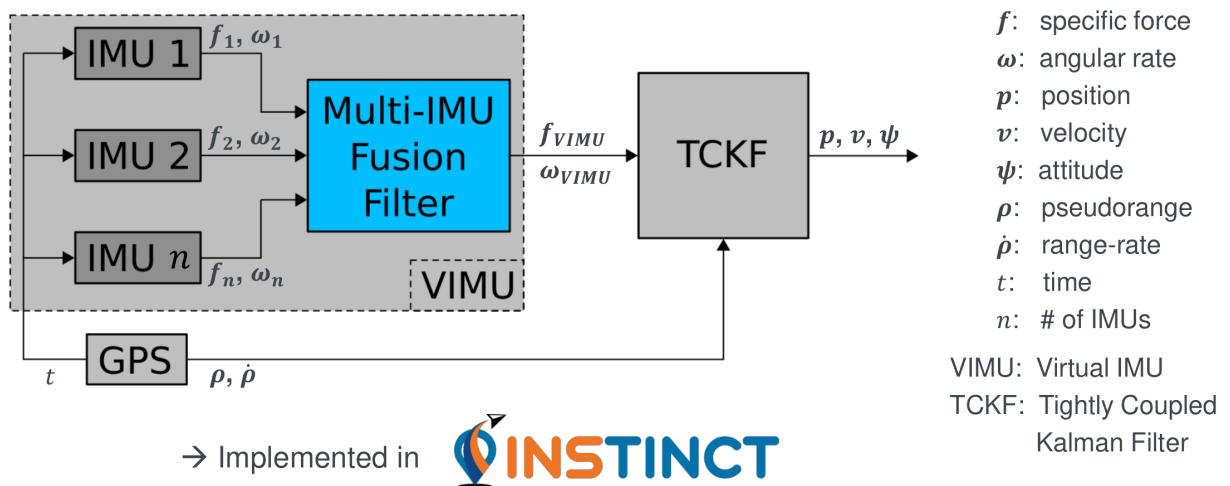 IMU 1
f₁, ω₁
IMU 2
f₂, ω₂
IMU n
fₙ, ωₙ
Multi-IMU
Fusion
Filter
VIMU
f_VIMU
ω_VIMU
TCKF
p, v, ψ
GPS
t
ρ, ρ̇
→ Implemented in
INSTINCT
f: specific force
ω: angular rate
p: position
v: velocity
ψ: attitude
ρ: pseudorange
ρ̇: range-rate
t: time
n: # of IMUs
VIMU: Virtual IMU
TCKF: Tightly Coupled
Kalman Filter